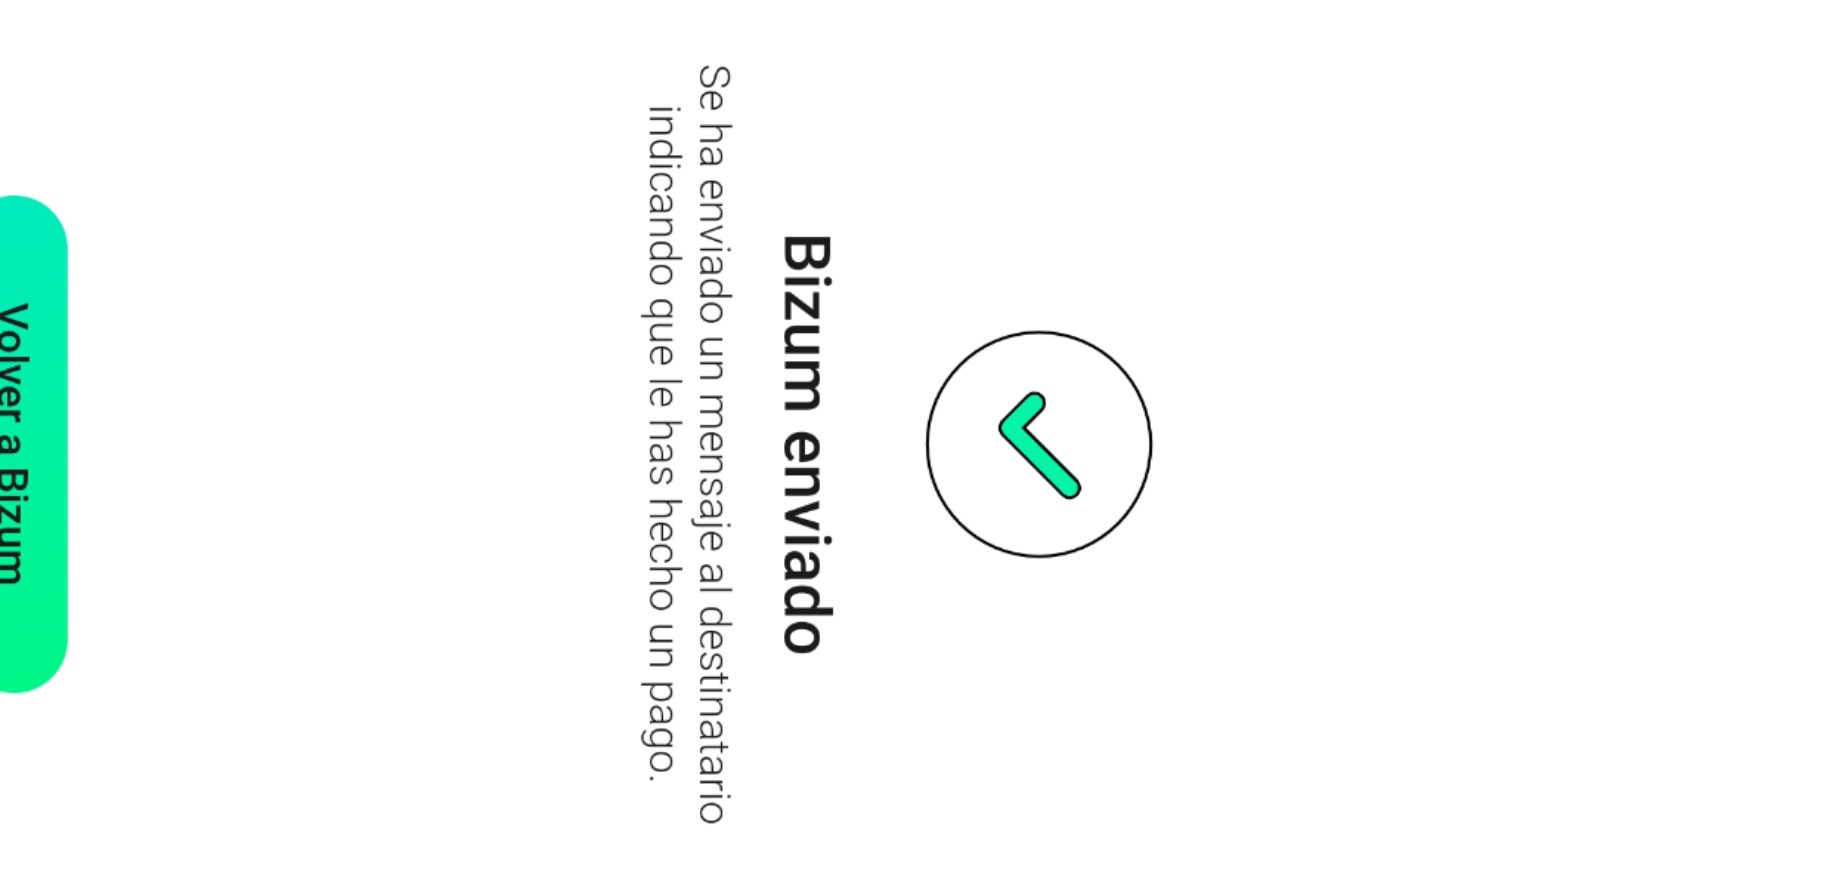 Bizum enviado
Se ha enviado un mensaje al destinatario
indicando que le has hecho un pago.
Volver a Bizum